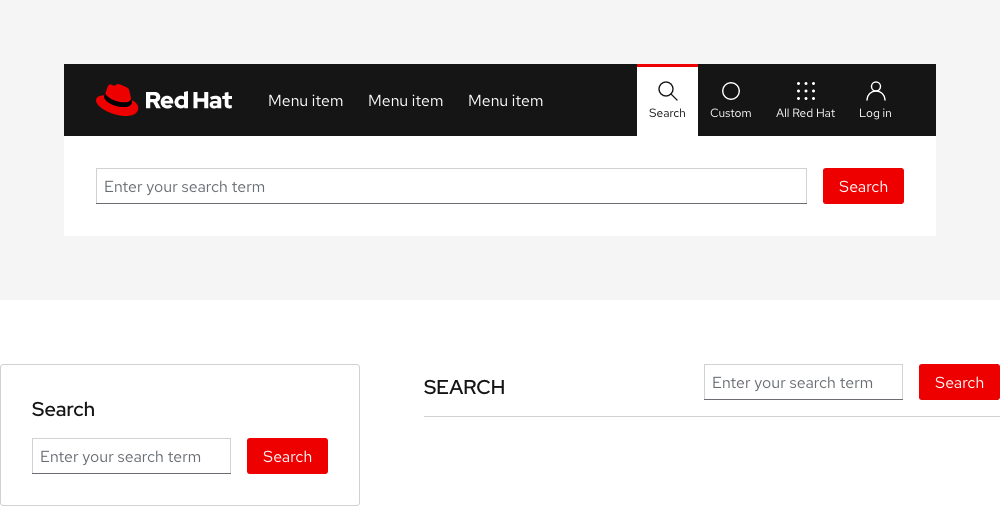 Red Hat Menu item Menu item Menu item Search Custom All Red Hat Log in
Enter your search term Search
Search
Enter your search term Search
SEARCH Enter your search term Search